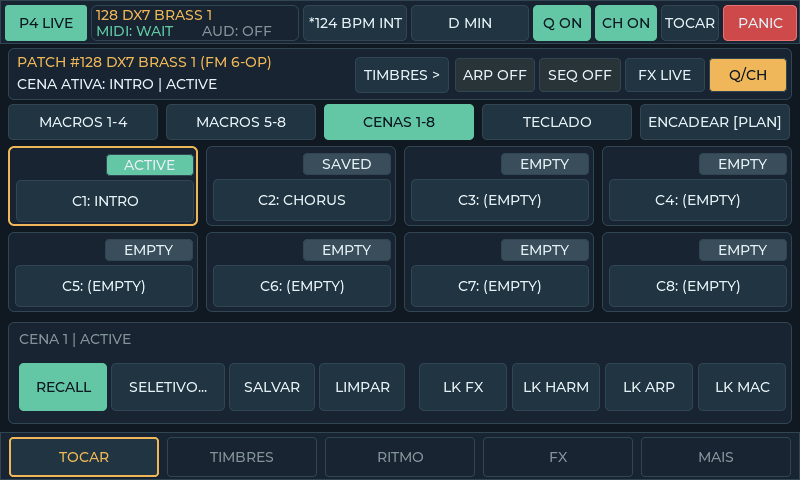 P4 LIVE
128 DX7 BRASS 1
MIDI: WAIT AUD: OFF
*124 BPM INT
D MIN
Q ON
CH ON
TOCAR
PANIC
PATCH #128 DX7 BRASS 1 (FM 6-OP)
CENA ATIVA: INTRO | ACTIVE
TIMBRES >
ARP OFF
SEQ OFF
FX LIVE
Q/CH
MACROS 1-4
MACROS 5-8
CENAS 1-8
TECLADO
ENCADEAR [PLAN]
ACTIVE
C1: INTRO
SAVED
C2: CHORUS
EMPTY
C3: (EMPTY)
EMPTY
C4: (EMPTY)
EMPTY
C5: (EMPTY)
EMPTY
C6: (EMPTY)
EMPTY
C7: (EMPTY)
EMPTY
C8: (EMPTY)
CENA 1 | ACTIVE
RECALL
SELETIVO...
SALVAR
LIMPAR
LK FX
LK HARM
LK ARP
LK MAC
TOCAR
TIMBRES
RITMO
FX
MAIS